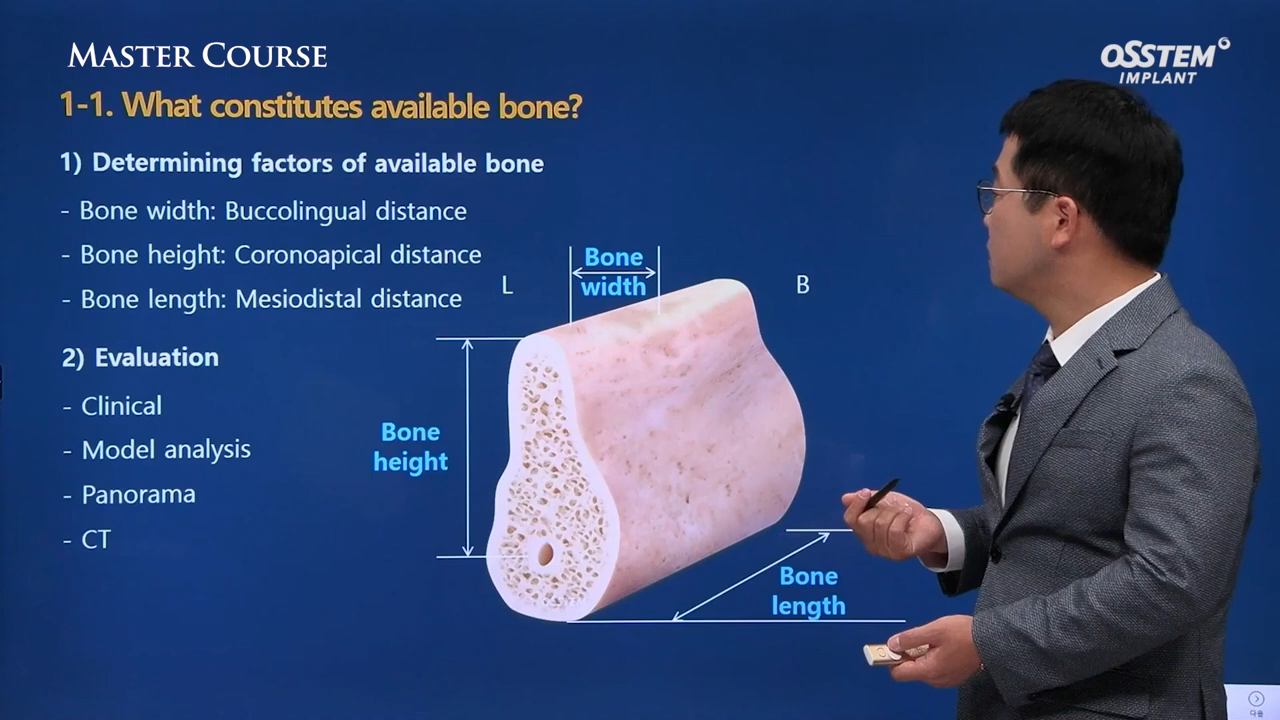 MASTER COURSE
OSSTEM
IMPLANT
1-1. What constitutes available bone?
1) Determining factors of available bone
- Bone width: Buccolingual distance
- Bone height: Coronoapical distance
- Bone length: Mesiodistal distance
2) Evaluation
- Clinical
- Model analysis
- Panorama
- CT
L
Bone
width
B
Bone
height
Bone
length
다음